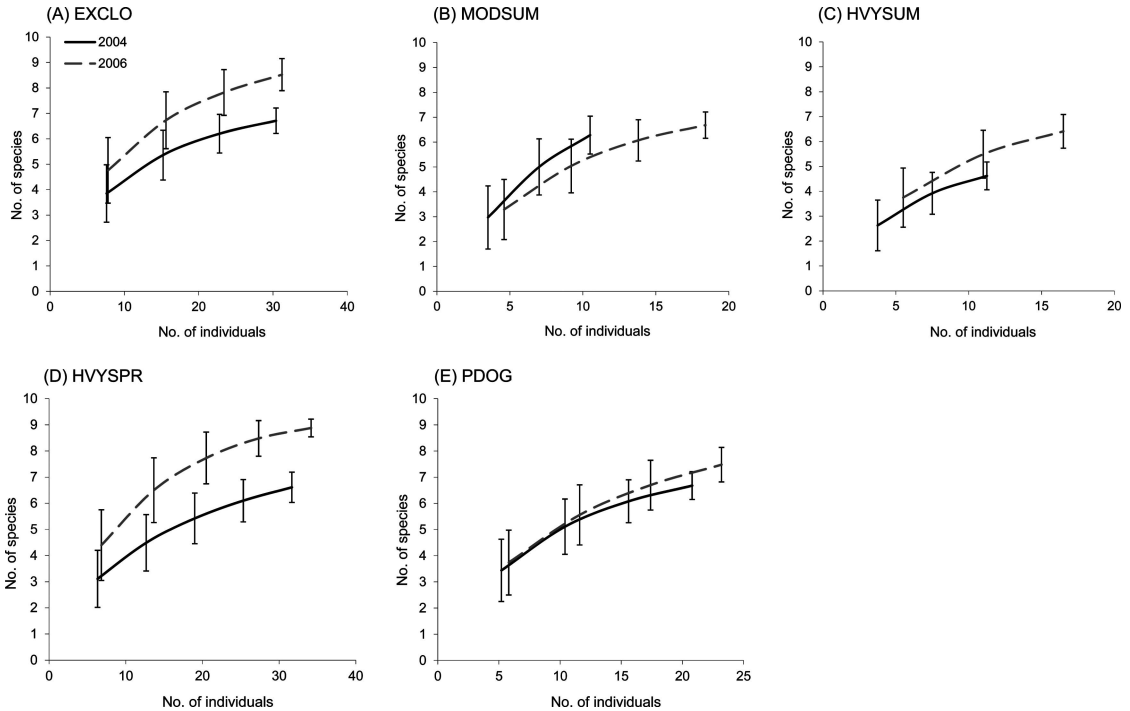 (A) EXCLO
2004
2006
10
9
8
7
6
5
4
3
2
1
0
No. of species
0 10 20 30 40
No. of individuals
(B) MODSUM
10
9
8
7
6
5
4
3
2
1
0
No. of species
0 5 10 15 20
No. of individuals
(C) HVYSUM
10
9
8
7
6
5
4
3
2
1
0
No. of species
0 5 10 15 20
No. of individuals
(D) HVYSPR
10
9
8
7
6
5
4
3
2
1
0
No. of species
0 10 20 30 40
No. of individuals
(E) PDOG
10
9
8
7
6
5
4
3
2
1
0
No. of species
0 5 10 15 20 25
No. of individuals